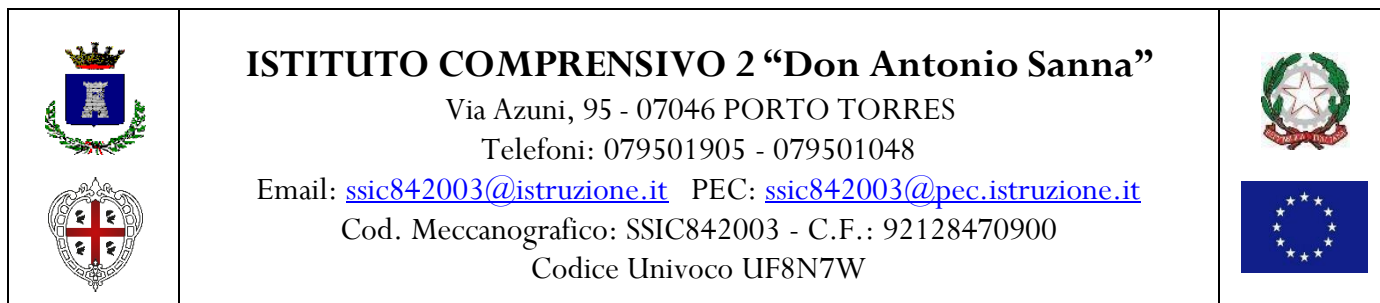 ISTITUTO COMPRENSIVO 2 “Don Antonio Sanna”
Via Azuni, 95 - 07046 PORTO TORRES
Telefoni: 079501905 - 079501048
Email: ssic842003@istruzione.it PEC: ssic842003@pec.istruzione.it
Cod. Meccanografico: SSIC842003 - C.F.: 92128470900
Codice Univoco UF8N7W